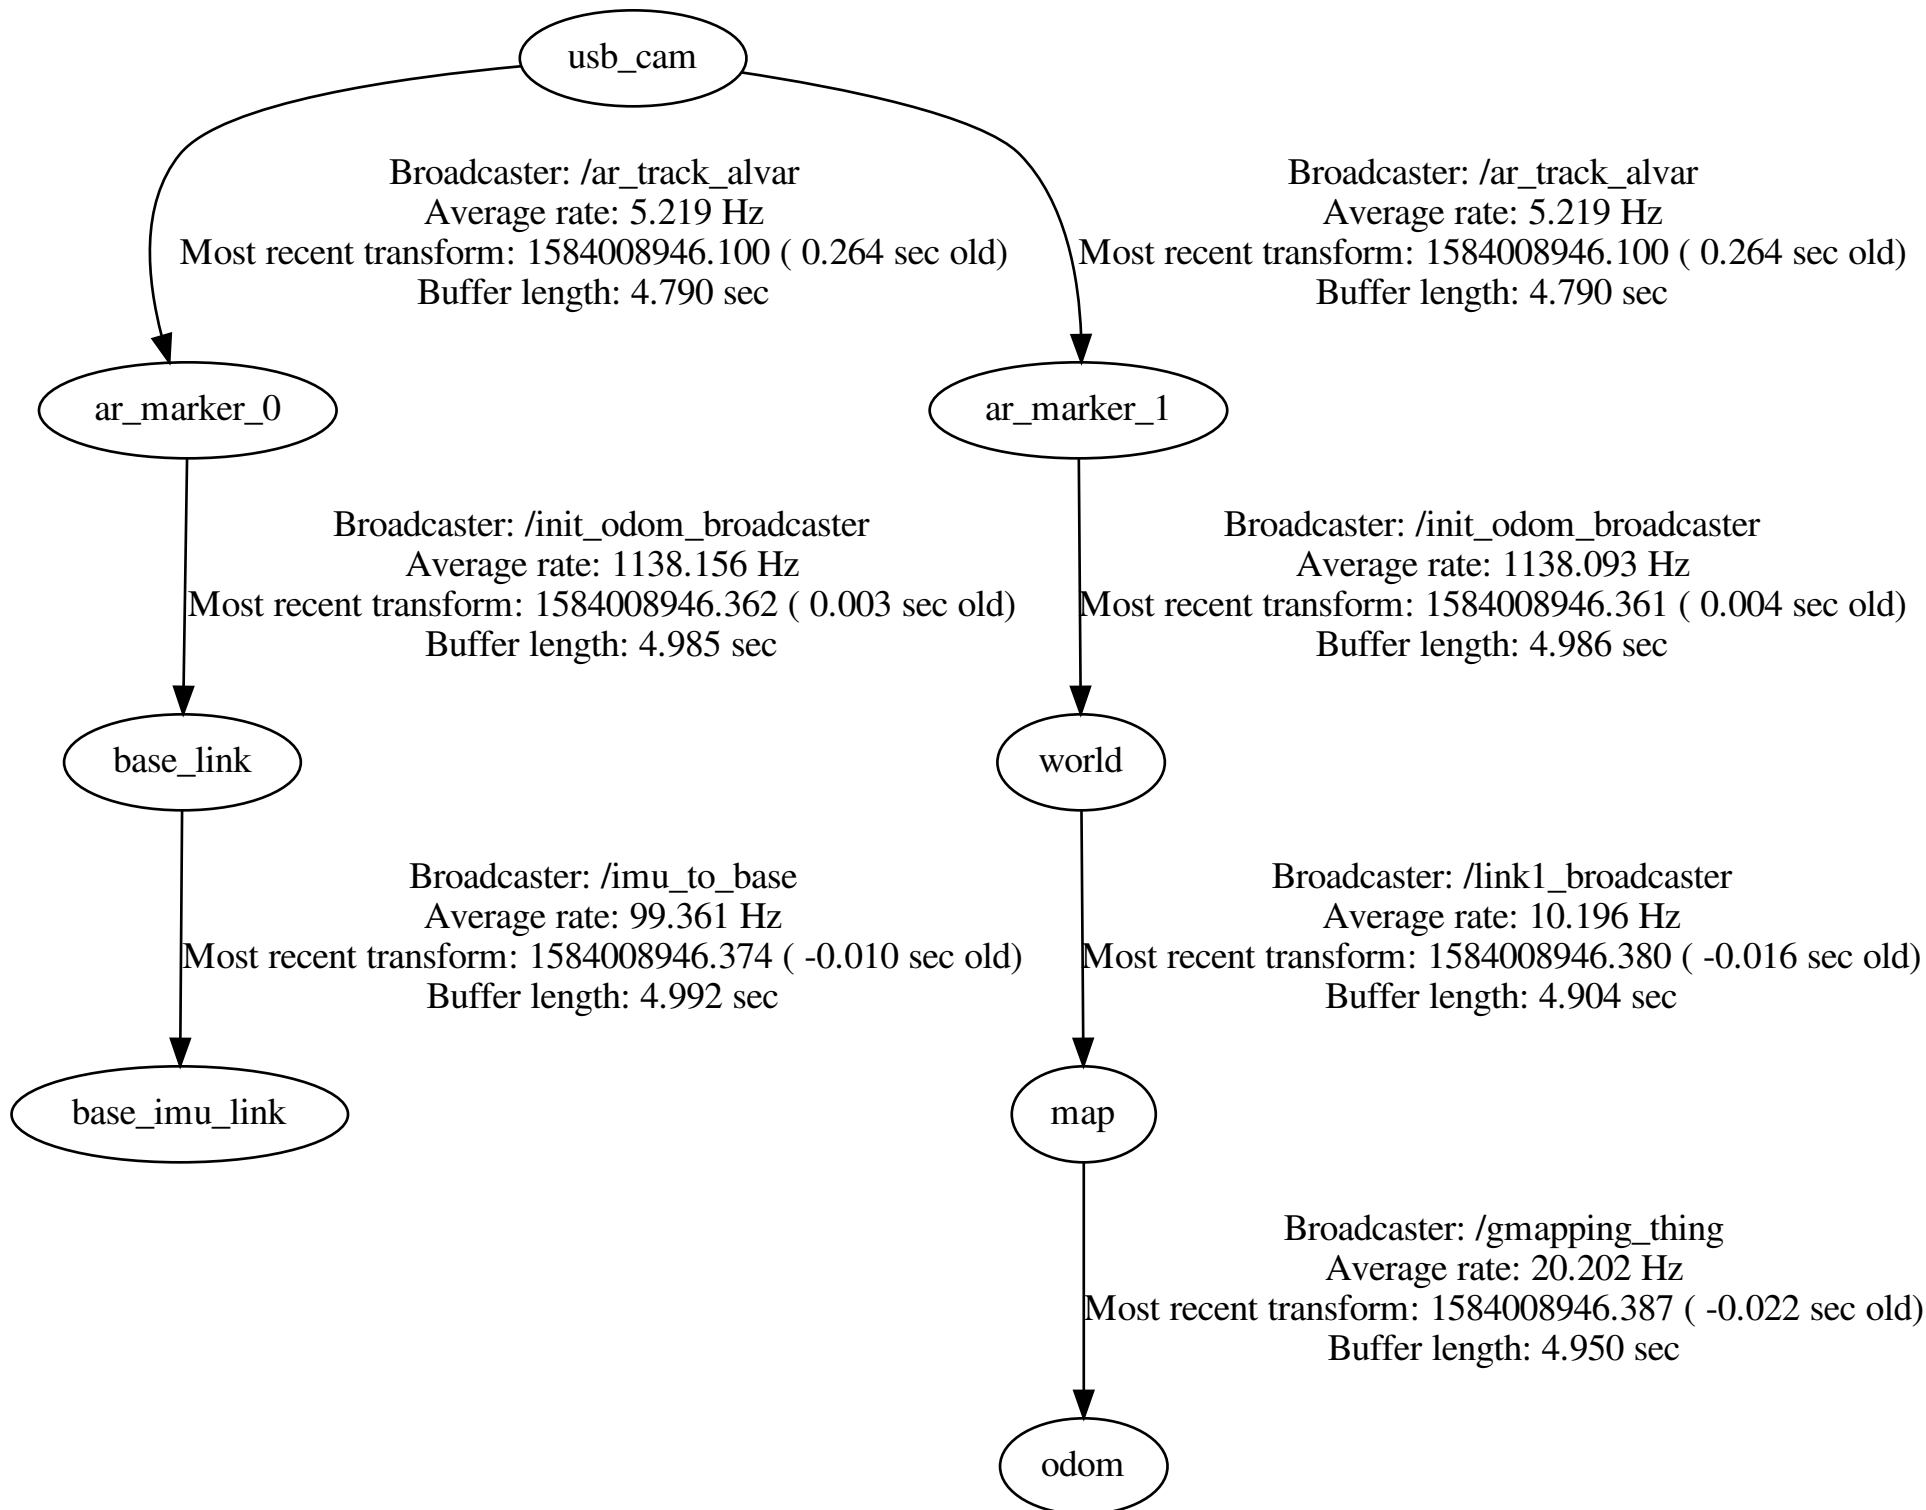 usb_cam
Broadcaster: /ar_track_alvar
Average rate: 5.219 Hz
Most recent transform: 1584008946.100 ( 0.264 sec old)
Buffer length: 4.790 sec
Broadcaster: /ar_track_alvar
Average rate: 5.219 Hz
Most recent transform: 1584008946.100 ( 0.264 sec old)
Buffer length: 4.790 sec
ar_marker_0
ar_marker_1
Broadcaster: /init_odom_broadcaster
Average rate: 1138.156 Hz
Most recent transform: 1584008946.362 ( 0.003 sec old)
Buffer length: 4.985 sec
Broadcaster: /init_odom_broadcaster
Average rate: 1138.093 Hz
Most recent transform: 1584008946.361 ( 0.004 sec old)
Buffer length: 4.986 sec
base_link
world
Broadcaster: /imu_to_base
Average rate: 99.361 Hz
Most recent transform: 1584008946.374 ( -0.010 sec old)
Buffer length: 4.992 sec
Broadcaster: /link1_broadcaster
Average rate: 10.196 Hz
Most recent transform: 1584008946.380 ( -0.016 sec old)
Buffer length: 4.904 sec
base_imu_link
map
Broadcaster: /gmapping_thing
Average rate: 20.202 Hz
Most recent transform: 1584008946.387 ( -0.022 sec old)
Buffer length: 4.950 sec
odom